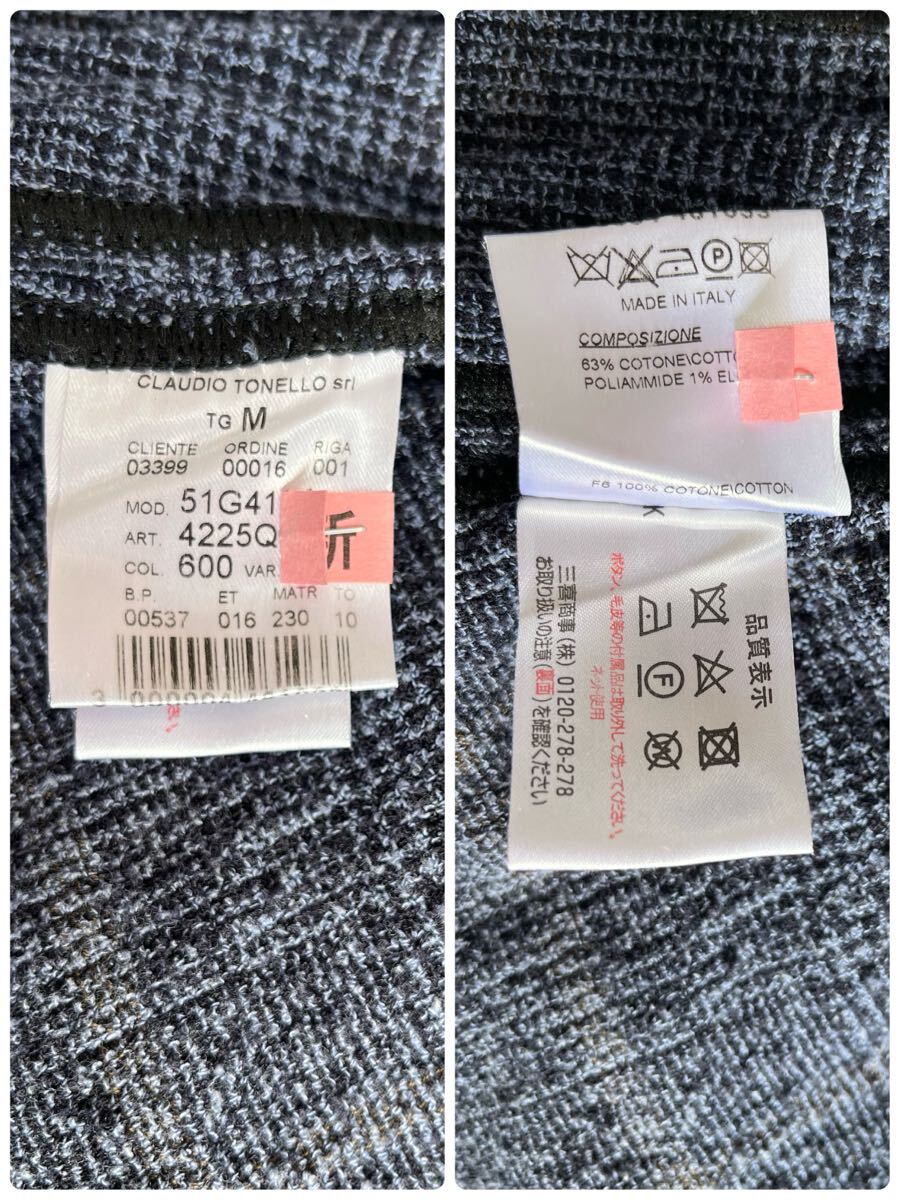 CLAUDIO TONELLO srl
TG M
CLIENTE ORDINE RIGA
03399 00016 001
MOD. 51G41
ART. 4225Q
COL. 600 VAR
B.P. ET MATR TO
00537 016 230 10
折
MADE IN ITALY
COMPOSIZIONE
63% COTONE\COTT
POLIAMMIDE 1% EL
F6 100% COTONE\COTTON
K
品質表示
ボタン、毛皮等の付属品は取り外して洗ってください。
ネット使用
三喜商事(株) 0120-278-278
お取り扱いの注意(裏面)を確認ください